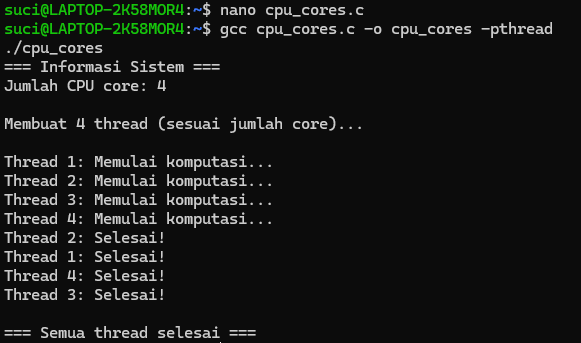 suci@LAPTOP-2K58MOR4:~$ nano cpu_cores.c
suci@LAPTOP-2K58MOR4:~$ gcc cpu_cores.c -o cpu_cores -pthread
./cpu_cores
=== Informasi Sistem ===
Jumlah CPU core: 4
Membuat 4 thread (sesuai jumlah core)...
Thread 1: Memulai komputasi...
Thread 2: Memulai komputasi...
Thread 3: Memulai komputasi...
Thread 4: Memulai komputasi...
Thread 2: Selesai!
Thread 1: Selesai!
Thread 4: Selesai!
Thread 3: Selesai!
=== Semua thread selesai ===